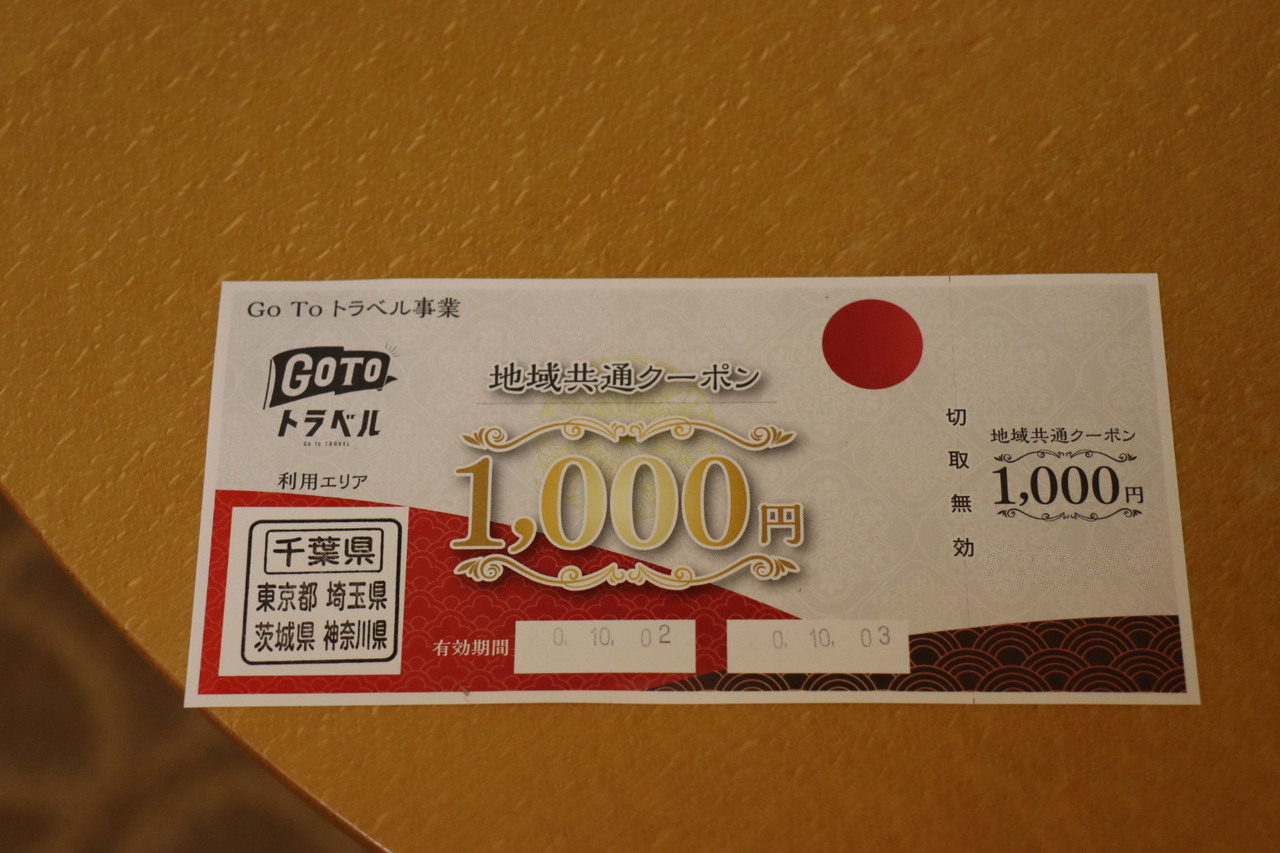 Go To トラベル事業
GOTO
トラベル
Go To TRAVEL
利用エリア
千葉県
東京都 埼玉県
茨城県 神奈川県
地域共通クーポン
1,000円
有効期間 0. 10. 02 0. 10. 03
切取無効
地域共通クーポン
1,000円